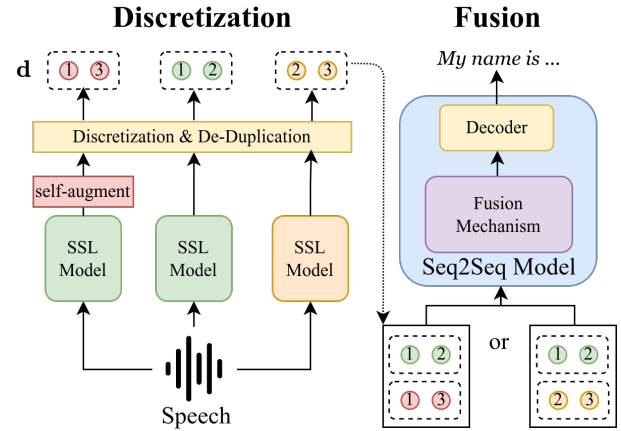 Discretization
Fusion
d
1 3
1 2
2 3
My name is ...
Discretization & De-Duplication
Decoder
self-augment
Fusion
Mechanism
SSL
Model
SSL
Model
SSL
Model
Seq2Seq Model
Speech
or
1 2
1 3
1 2
2 3